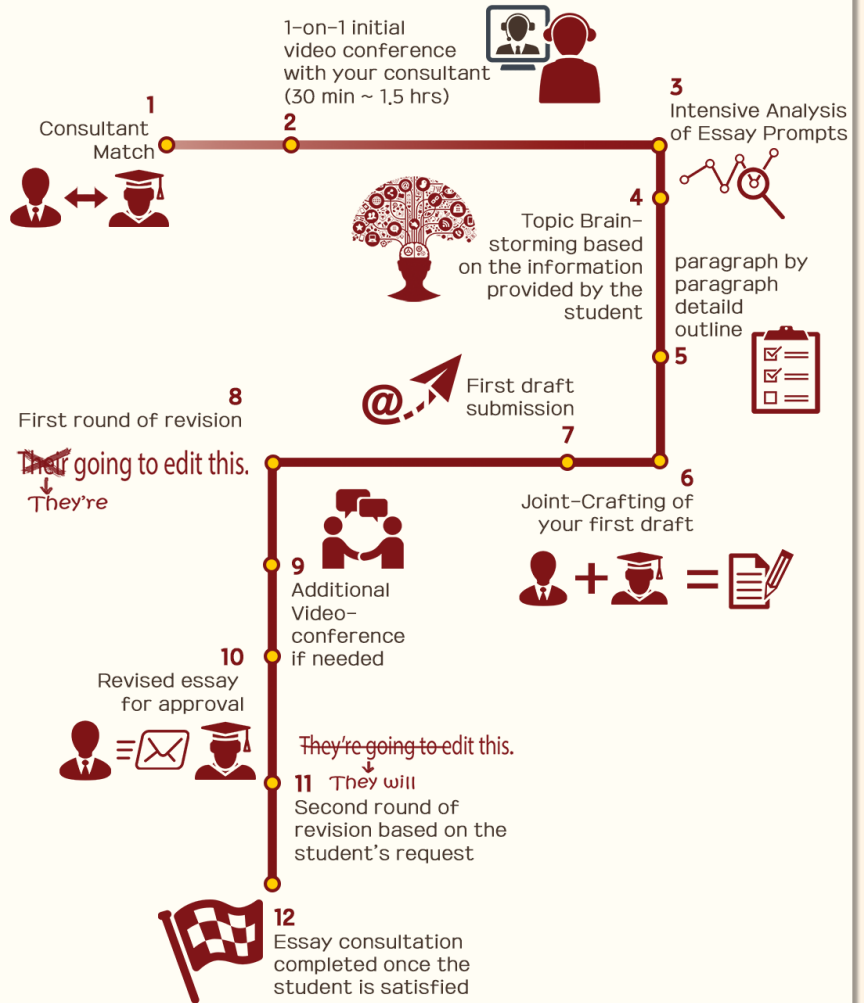 1
Consultant
Match
2
1-on-1 initial
video conference
with your consultant
(30 min ~ 1.5 hrs)
3
Intensive Analysis
of Essay Prompts
4
Topic Brain-
storming based
on the information
provided by the
student
paragraph by
paragraph
detaild
outline
5
6
Joint-Crafting of
your first draft
First draft
submission
7
8
First round of revision
Their going to edit this.
They're
9
Additional
Video-
conference
if needed
10
Revised essay
for approval
They're going to edit this.
They will
11
Second round of
revision based on the
student's request
12
Essay consultation
completed once the
student is satisfied